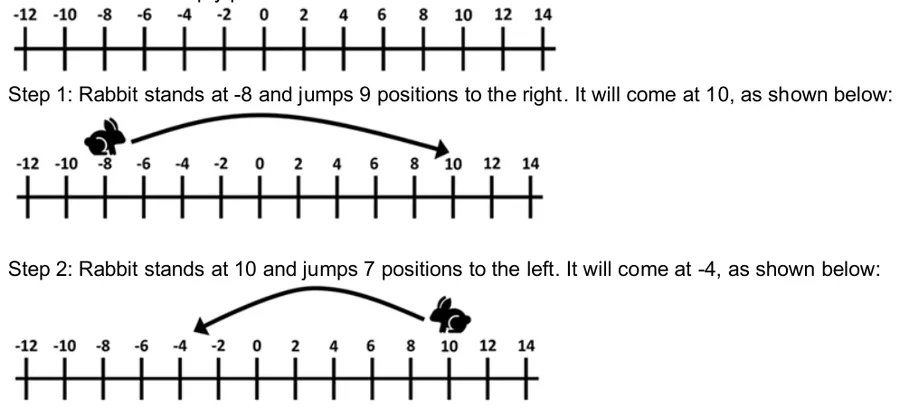 -12 -10 -8 -6 -4 -2 0 2 4 6 8 10 12 14
Step 1: Rabbit stands at -8 and jumps 9 positions to the right. It will come at 10, as shown below:
-12 -10 -8 -6 -4 -2 0 2 4 6 8 10 12 14
Step 2: Rabbit stands at 10 and jumps 7 positions to the left. It will come at -4, as shown below:
-12 -10 -8 -6 -4 -2 0 2 4 6 8 10 12 14